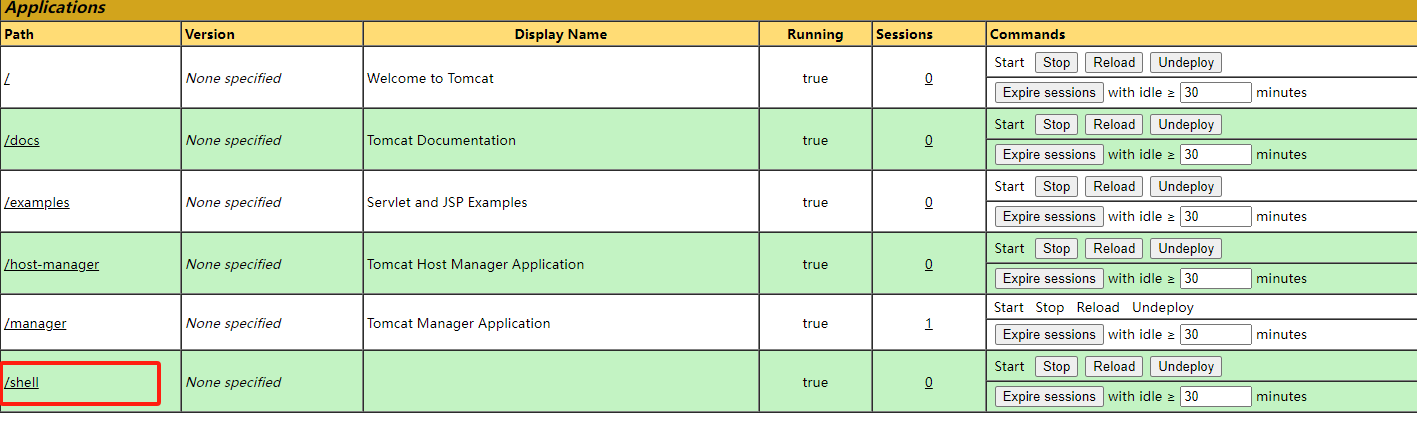 Applications
Path Version Display Name Running Sessions Commands
/ None specified Welcome to Tomcat true 0 Start Stop Reload Undeploy
Expire sessions with idle ≥ 30 minutes
/docs None specified Tomcat Documentation true 0 Start Stop Reload Undeploy
Expire sessions with idle ≥ 30 minutes
/examples None specified Servlet and JSP Examples true 0 Start Stop Reload Undeploy
Expire sessions with idle ≥ 30 minutes
/host-manager None specified Tomcat Host Manager Application true 0 Start Stop Reload Undeploy
Expire sessions with idle ≥ 30 minutes
/manager None specified Tomcat Manager Application true 1 Start Stop Reload Undeploy
Expire sessions with idle ≥ 30 minutes
/shell None specified true 0 Start Stop Reload Undeploy
Expire sessions with idle ≥ 30 minutes